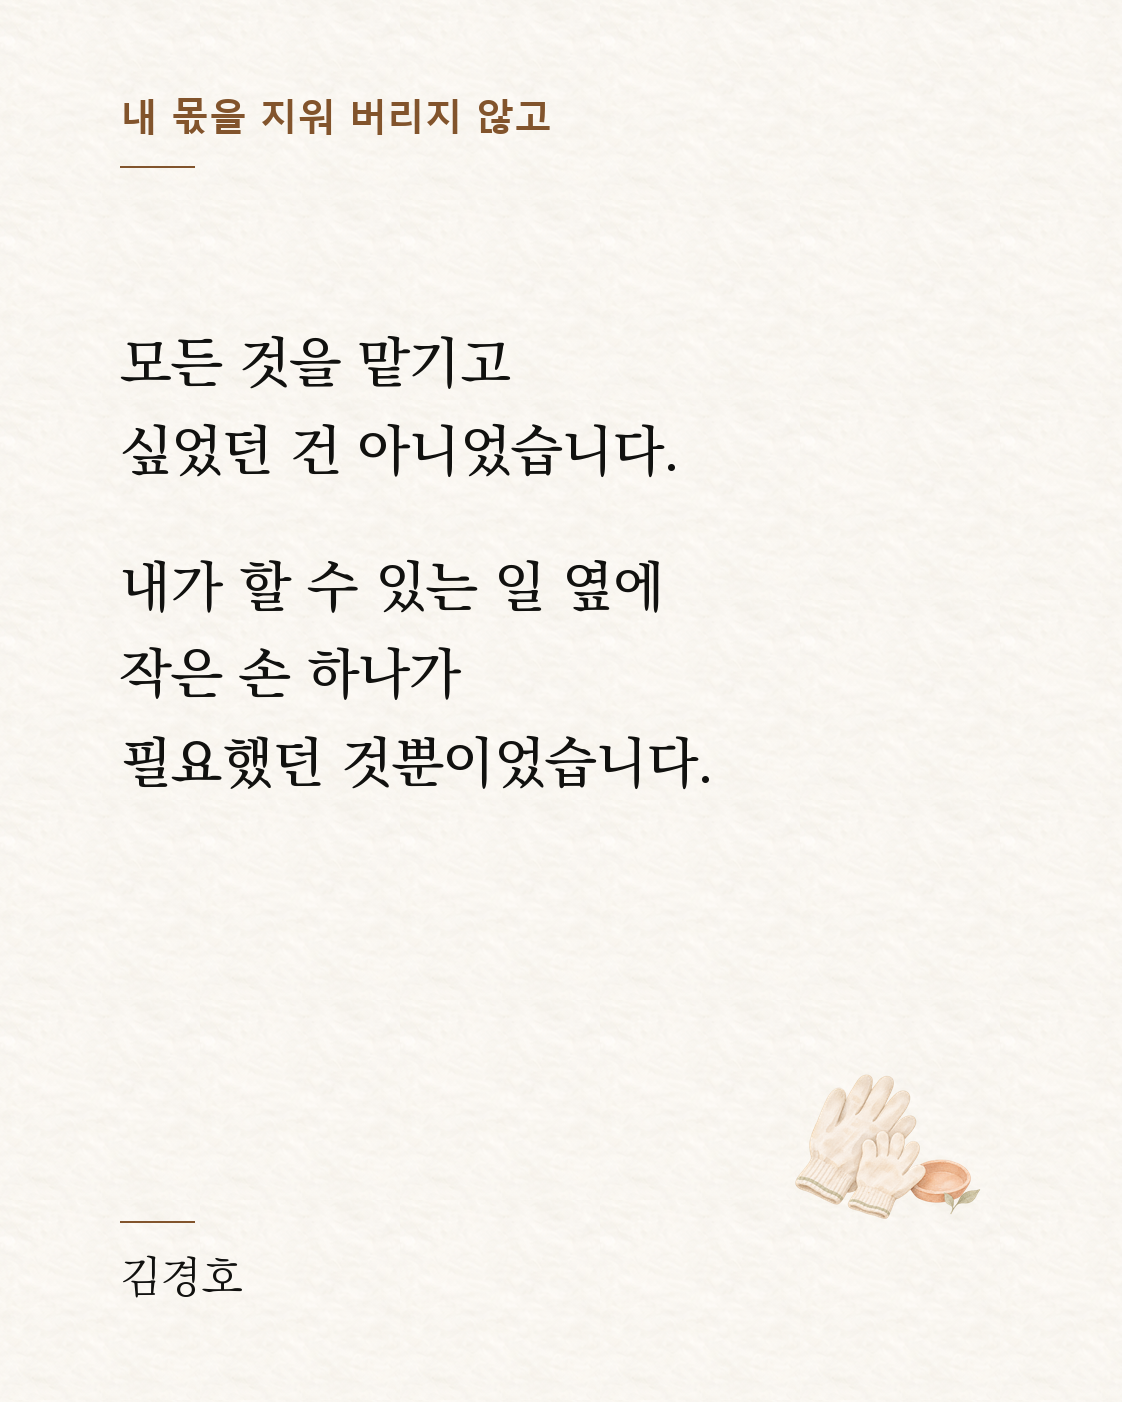 내 몫을 지워 버리지 않고
모든 것을 맡기고
싶었던 건 아니었습니다.
내가 할 수 있는 일 옆에
작은 손 하나가
필요했던 것뿐이었습니다.
김경호